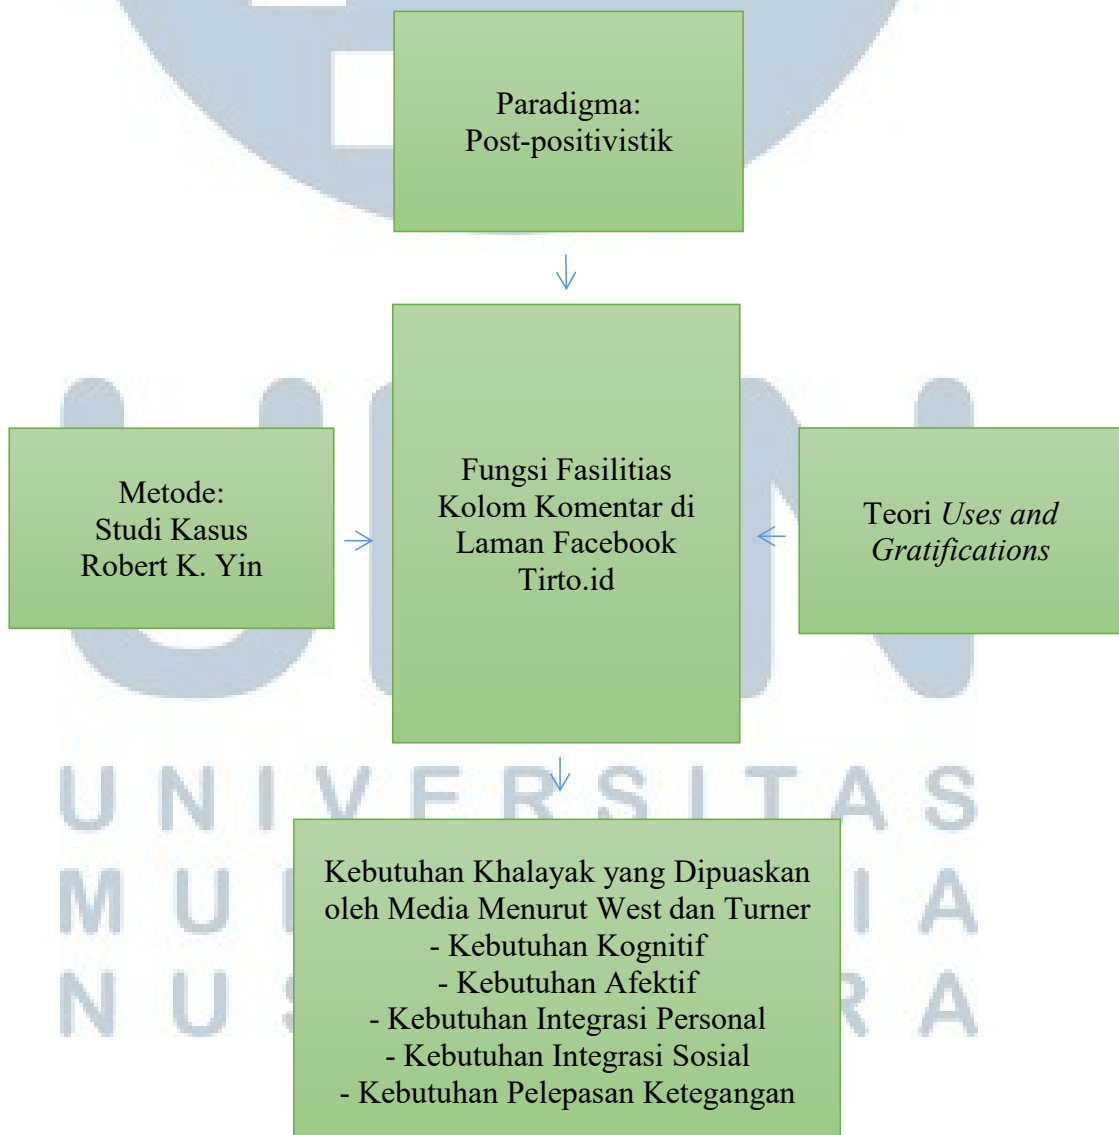 Paradigma:
Post-positivistik
Metode:
Studi Kasus
Robert K. Yin
Fungsi Fasilitias
Kolom Komentar di
Laman Facebook
Tirto.id
Teori Uses and
Gratifications
UNIVERSITAS
Kebutuhan Khalayak yang Dipuaskan
oleh Media Menurut West dan Turner
- Kebutuhan Kognitif
- Kebutuhan Afektif
- Kebutuhan Integrasi Personal
- Kebutuhan Integrasi Sosial
- Kebutuhan Pelepasan Ketegangan